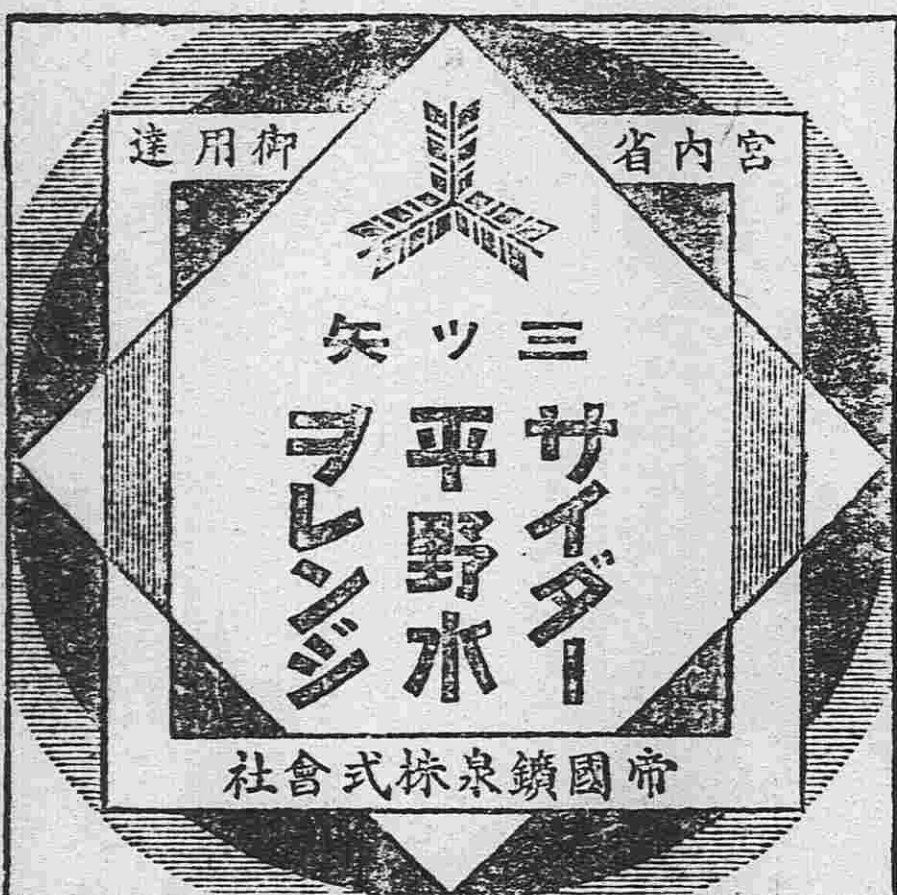 宮内省
御用達
三ツ矢
サイダー
平野水
ヲレンジ
帝國鑛泉株式會社